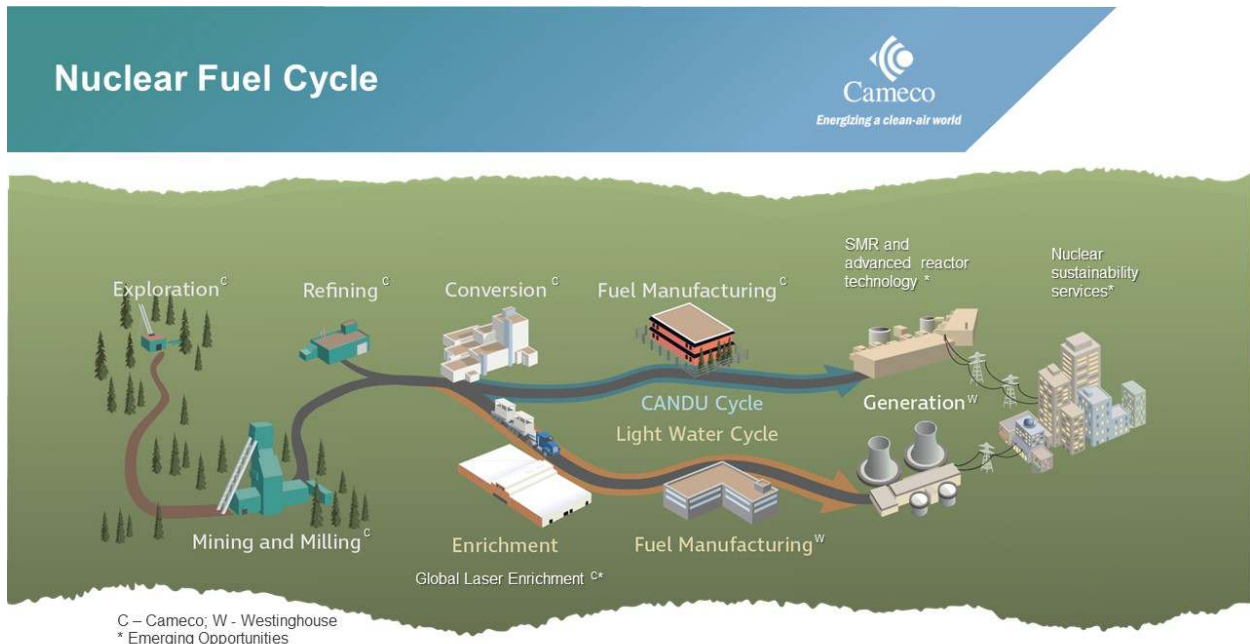 Nuclear Fuel Cycle
Cameco
Energizing a clean-air world
SMR and
advanced reactor
technology *
Nuclear
sustainability
services*
Exploration C
Refining C
Conversion C
Fuel Manufacturing C
CANDU Cycle
Light Water Cycle
Generation W
Mining and Milling C
Enrichment
Fuel Manufacturing W
Global Laser Enrichment C*
C – Cameco; W - Westinghouse
* Emerging Opportunities